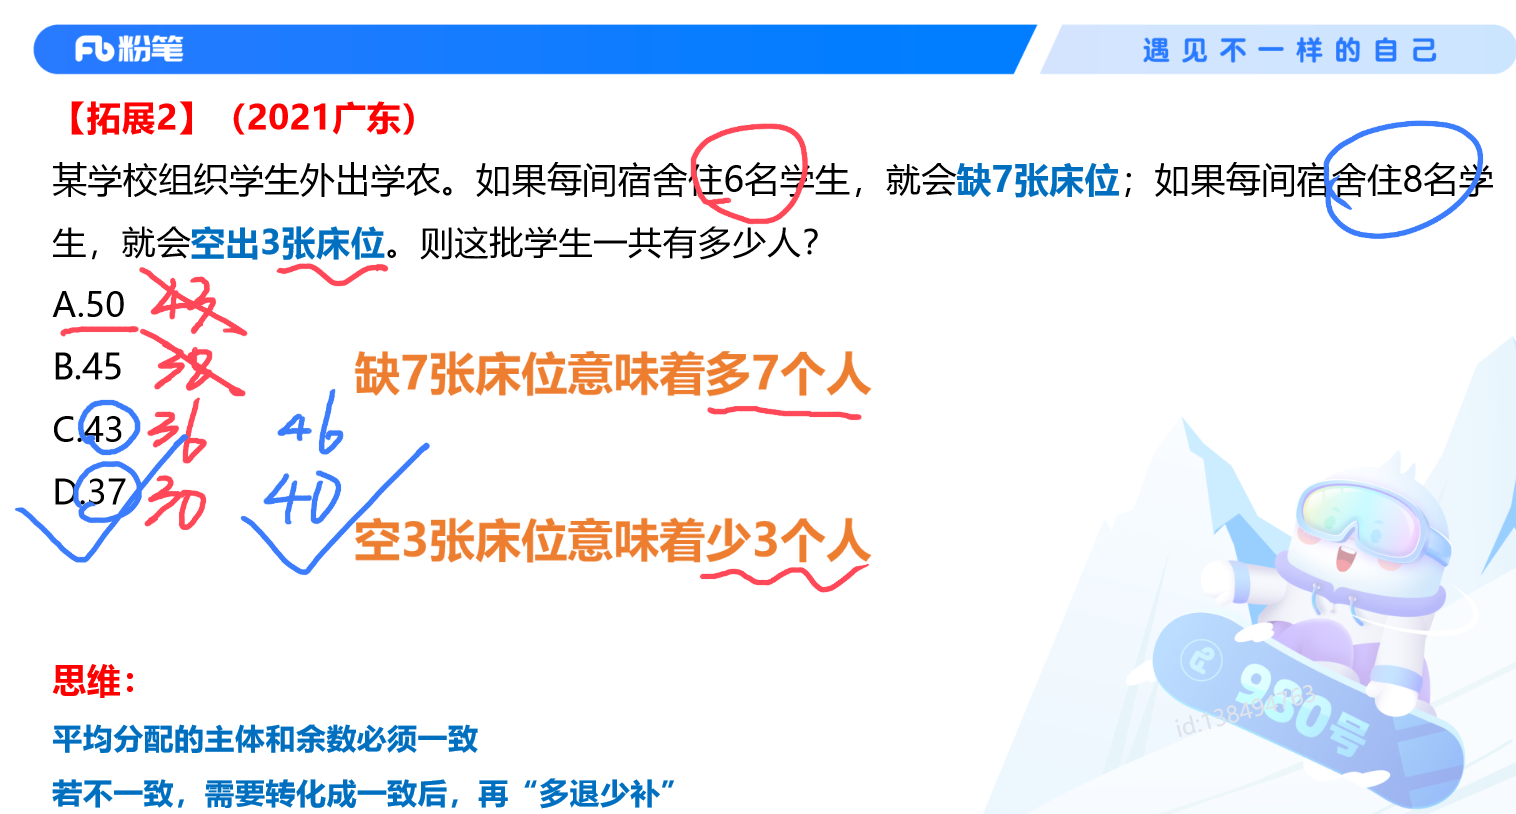 粉笔
遇见不一样的自己
【拓展2】（2021广东）
某学校组织学生外出学农。如果每间宿舍住6名学生，就会缺7张床位；如果每间宿舍住8名学
生，就会空出3张床位。则这批学生一共有多少人？
A.50 43
B.45 38
缺7张床位意味着多7个人
C.43 36 46
D.37 30 40
空3张床位意味着少3个人
思维：
平均分配的主体和余数必须一致
若不一致，需要转化成一致后，再“多退少补”
980号
id:138494763